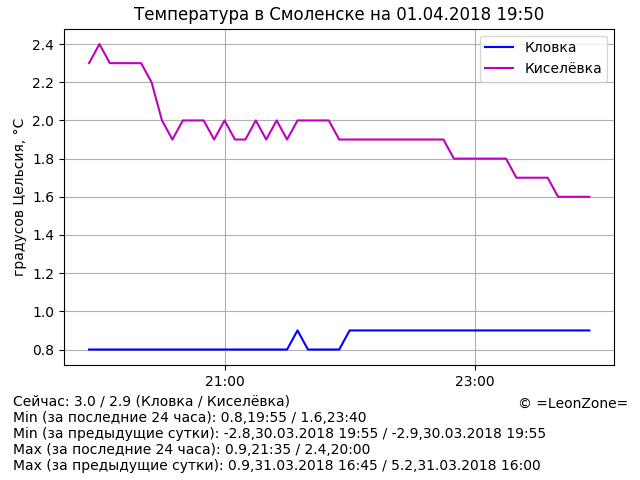 Температура в Смоленске на 01.04.2018 19:50
градусов Цельсия, °C
2.4
2.2
2.0
1.8
1.6
1.4
1.2
1.0
0.8
Кловка
Киселёвка
21:00 23:00
Сейчас: 3.0 / 2.9 (Кловка / Киселёвка)
© =LeonZone=
Min (за последние 24 часа): 0.8,19:55 / 1.6,23:40
Min (за предыдущие сутки): -2.8,30.03.2018 19:55 / -2.9,30.03.2018 19:55
Max (за последние 24 часа): 0.9,21:35 / 2.4,20:00
Max (за предыдущие сутки): 0.9,31.03.2018 16:45 / 5.2,31.03.2018 16:00